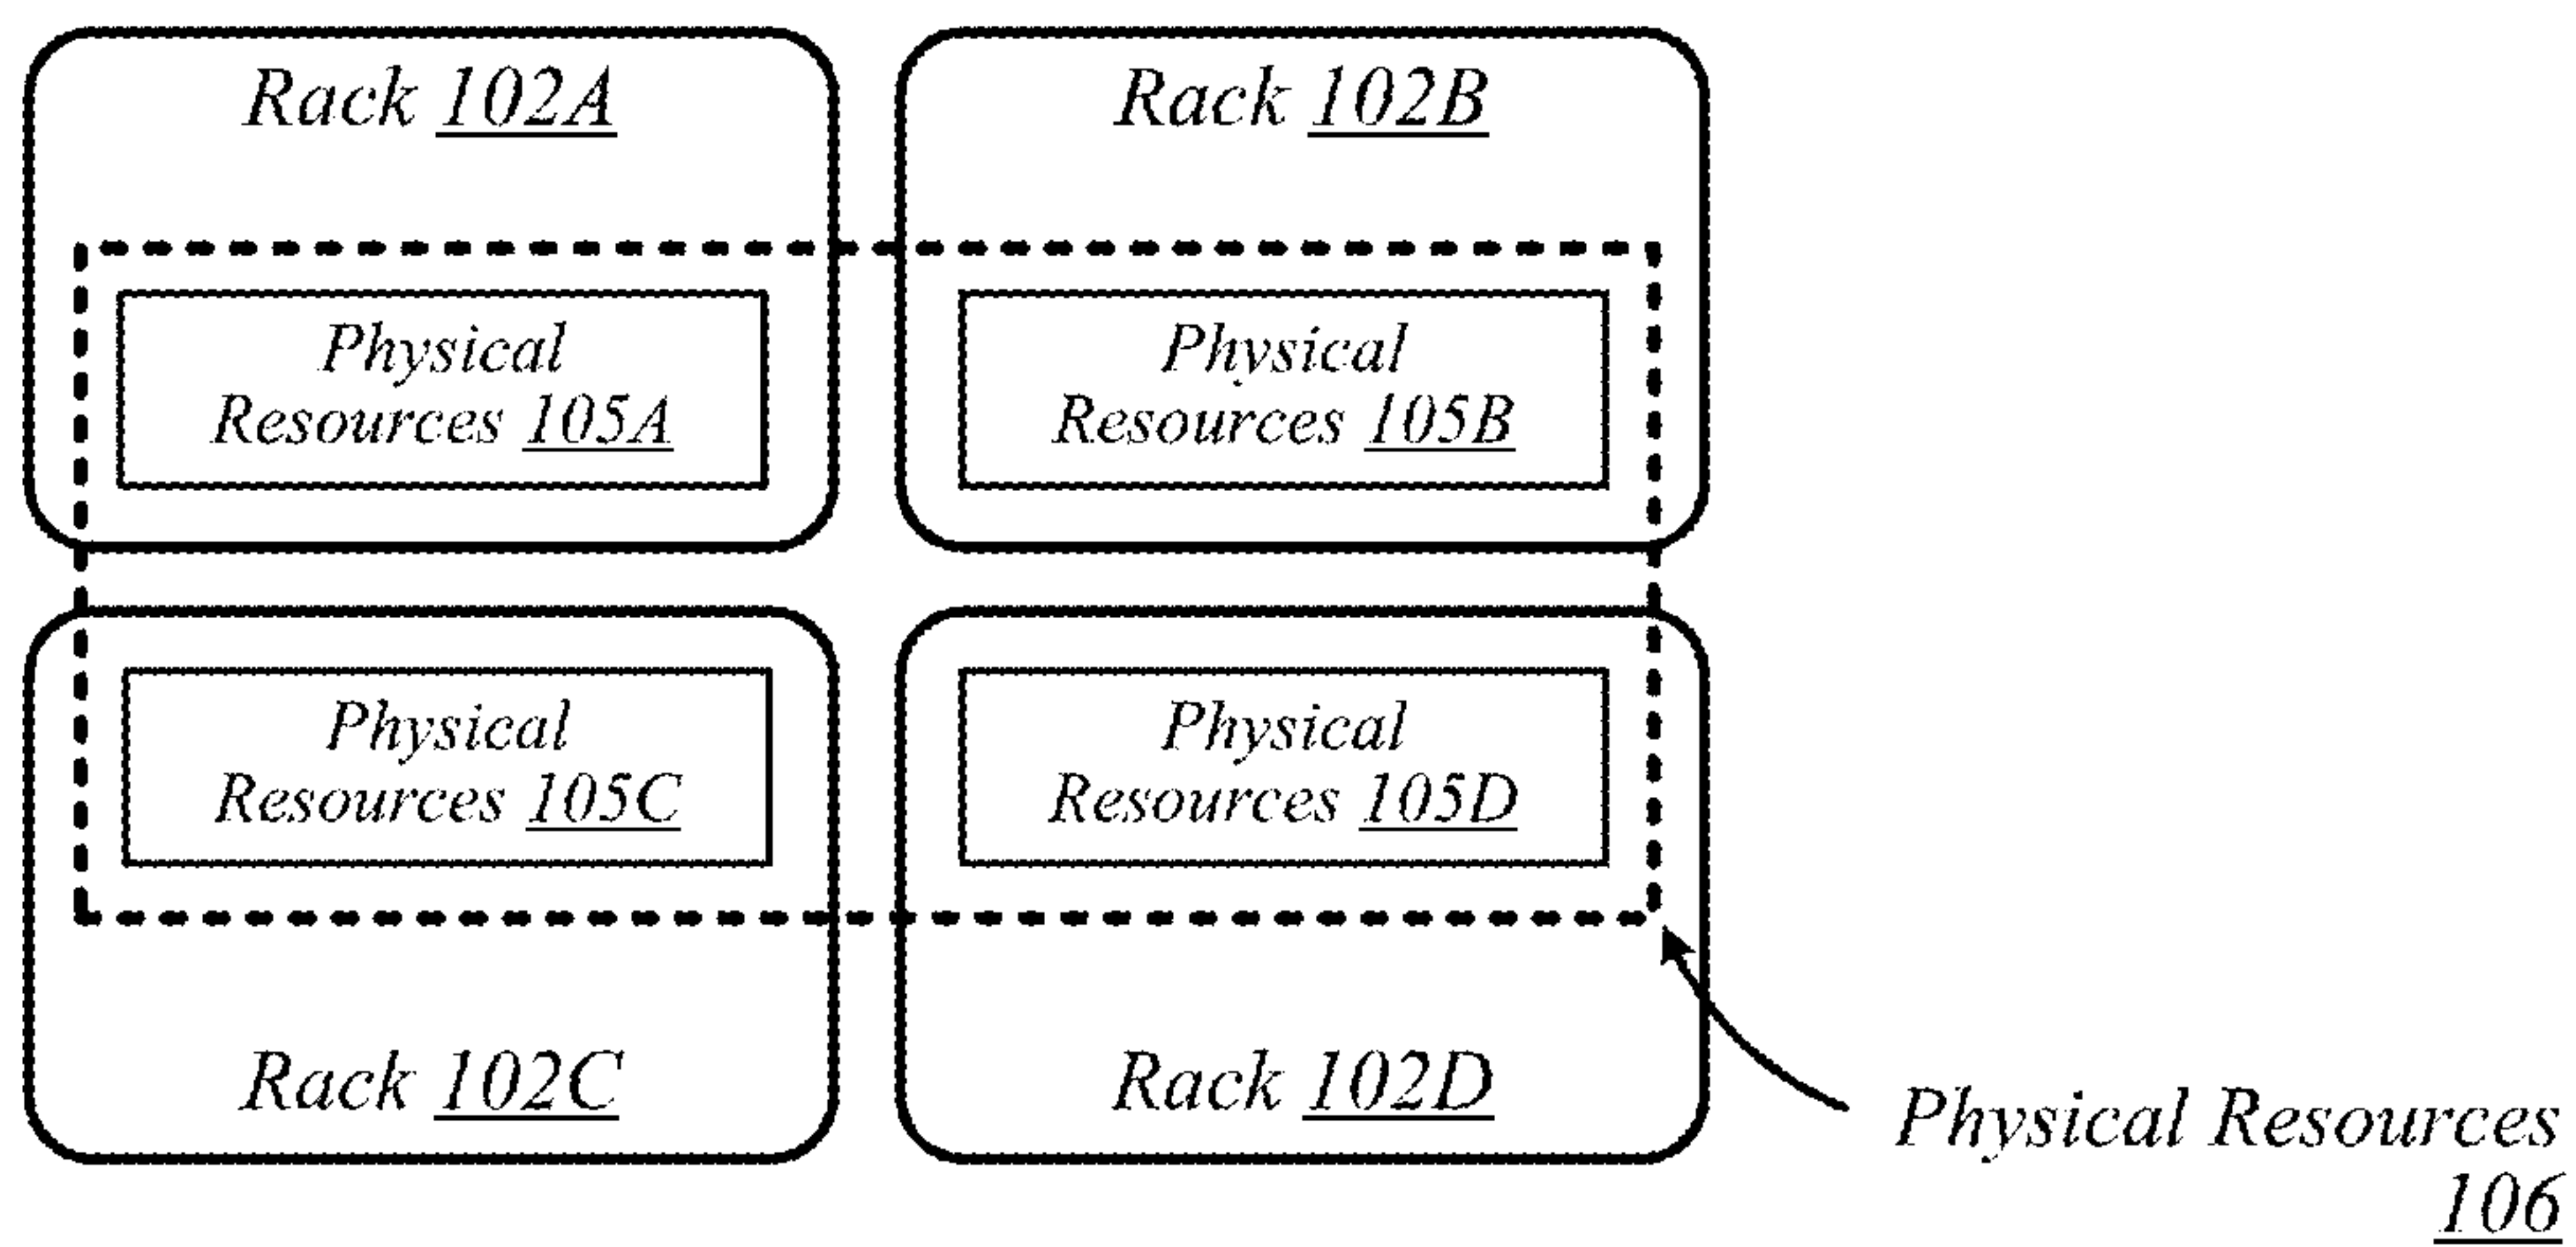 Rack 102A
Rack 102B
Physical
Resources 105A
Physical
Resources 105B
Physical
Resources 105C
Physical
Resources 105D
Rack 102C
Rack 102D
Physical Resources
106